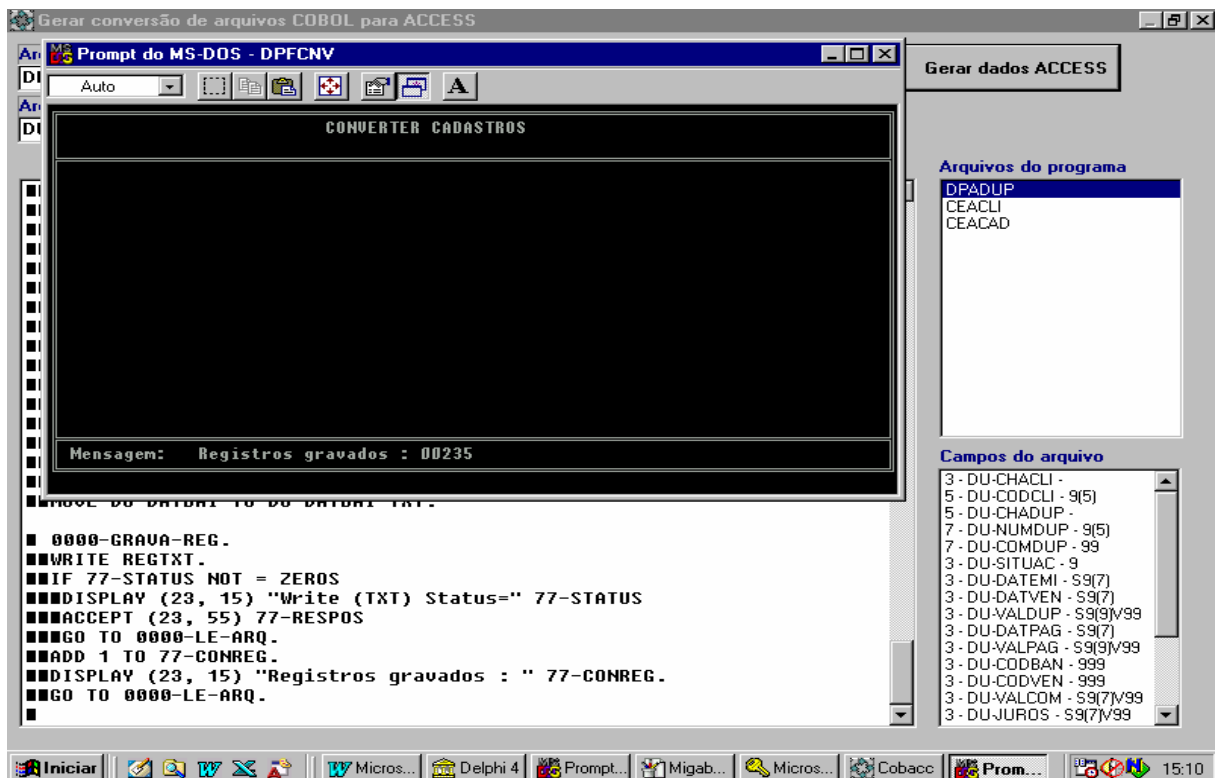 Gerar conversão de arquivos COBOL para ACCESS
Prompt do MS-DOS - DPFCNV
Auto
A
Gerar dados ACCESS
CONVERTER CADASTROS
Mensagem: Registros gravados : 00235
0000-GRAVA-REG.
WRITE REGTXT.
IF 77-STATUS NOT = ZEROS
DISPLAY (23, 15) "Write (TXT) Status=" 77-STATUS
ACCEPT (23, 55) 77-RESPOS
GO TO 0000-LE-ARQ.
ADD 1 TO 77-CONREG.
DISPLAY (23, 15) "Registros gravados : " 77-CONREG.
GO TO 0000-LE-ARQ.
Arquivos do programa
DPADUP
CEACLI
CEACAD
Campos do arquivo
3 - DU-CHACLI -
5 - DU-CODCLI - 9(5)
5 - DU-CHADUP -
7 - DU-NUMDUP - 9(5)
7 - DU-COMDUP - 99
3 - DU-SITUAC - 9
3 - DU-DATEMI - S9(7)
3 - DU-DATVEN - S9(7)
3 - DU-VALDUP - S9(9)V99
3 - DU-DATPAG - S9(7)
3 - DU-VALPAG - S9(9)V99
3 - DU-CODBAN - 999
3 - DU-CODVEN - 999
3 - DU-VALCOM - S9(7)V99
3 - DU-JUROS - S9(7)V99
Iniciar
Micros...
Delphi 4
Prompt...
Migab...
Micros...
Cobacc
Prom...
15:10